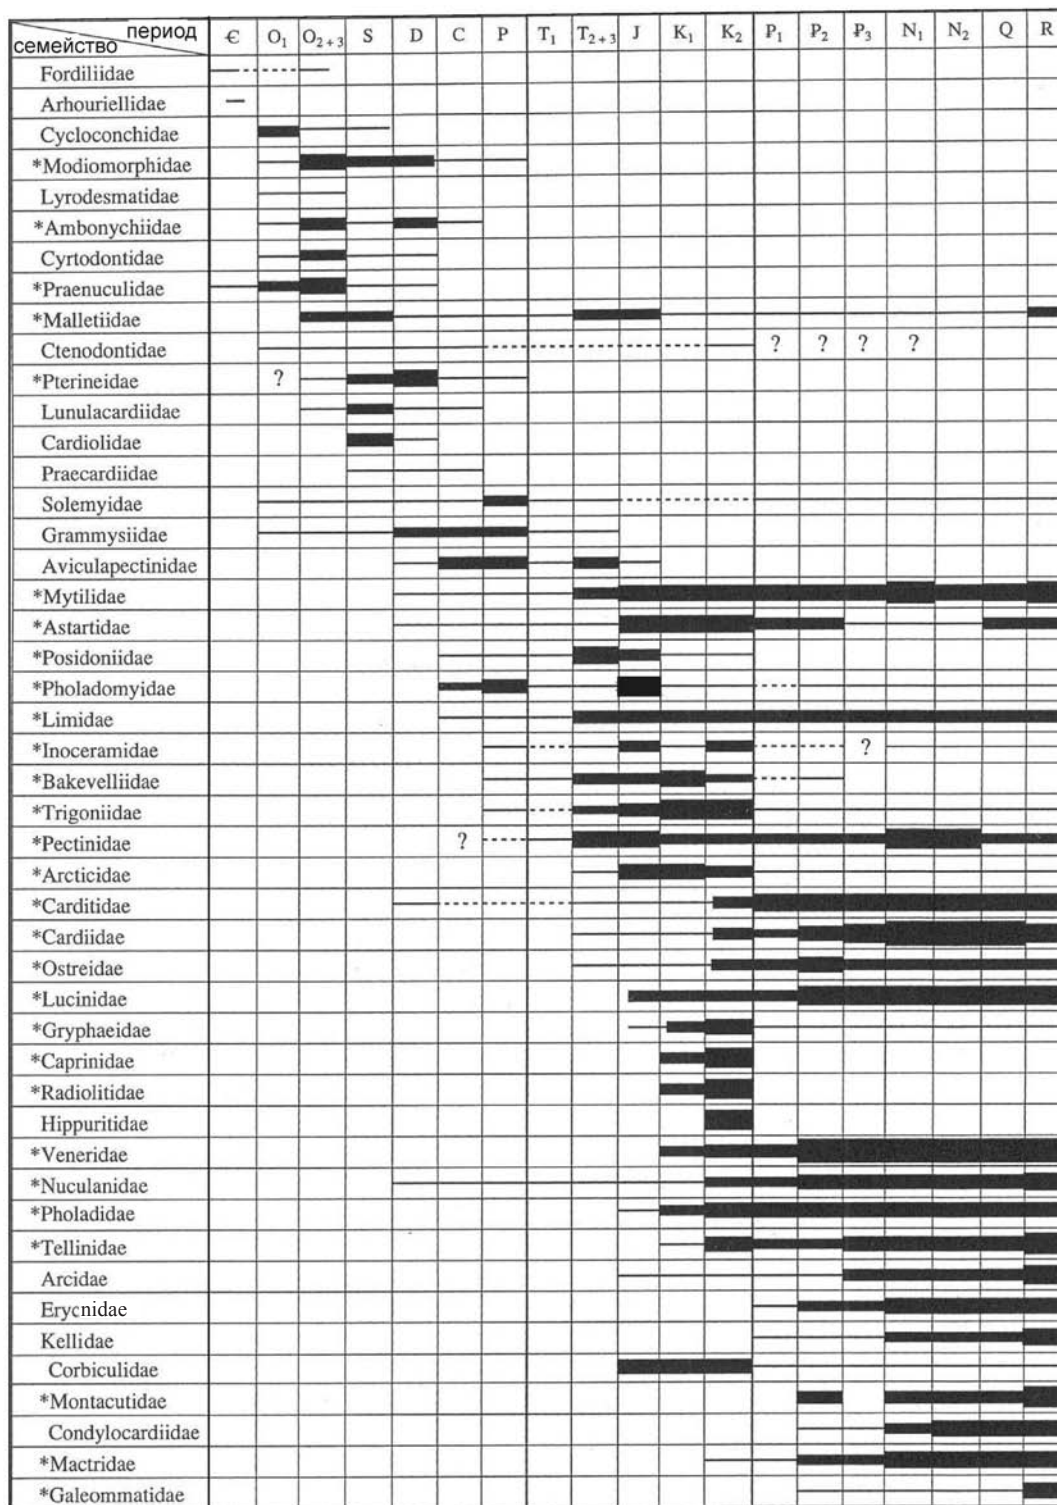 период
семейство
Є O₁ O₂₊₃ S D C P T₁ T₂₊₃ J K₁ K₂ ₽₁ ₽₂ ₽₃ N₁ N₂ Q R
Fordiliidae
Arhouriellidae
Cycloconchidae
*Modiomorphidae
Lyrodesmatidae
*Ambonychiidae
Cyrtodontidae
*Praenuculidae
*Malletiidae
Ctenodontidae ? ? ? ?
*Pterineidae ?
Lunulacardiidae
Cardiolidae
Praecardiidae
Solemyidae
Grammysiidae
Aviculapectinidae
*Mytilidae
*Astartidae
*Posidoniidae
*Pholadomyidae
*Limidae
*Inoceramidae ?
*Bakevelliidae
*Trigoniidae
*Pectinidae ?
*Arcticidae
*Carditidae
*Cardiidae
*Ostreidae
*Lucinidae
*Gryphaeidae
*Caprinidae
*Radiolitidae
Hippuritidae
*Veneridae
*Nuculanidae
*Pholadidae
*Tellinidae
Arcidae
Erycnidae
Kellidae
Corbiculidae
*Montacutidae
Condylocardiidae
*Mactridae
*Galeommatidae